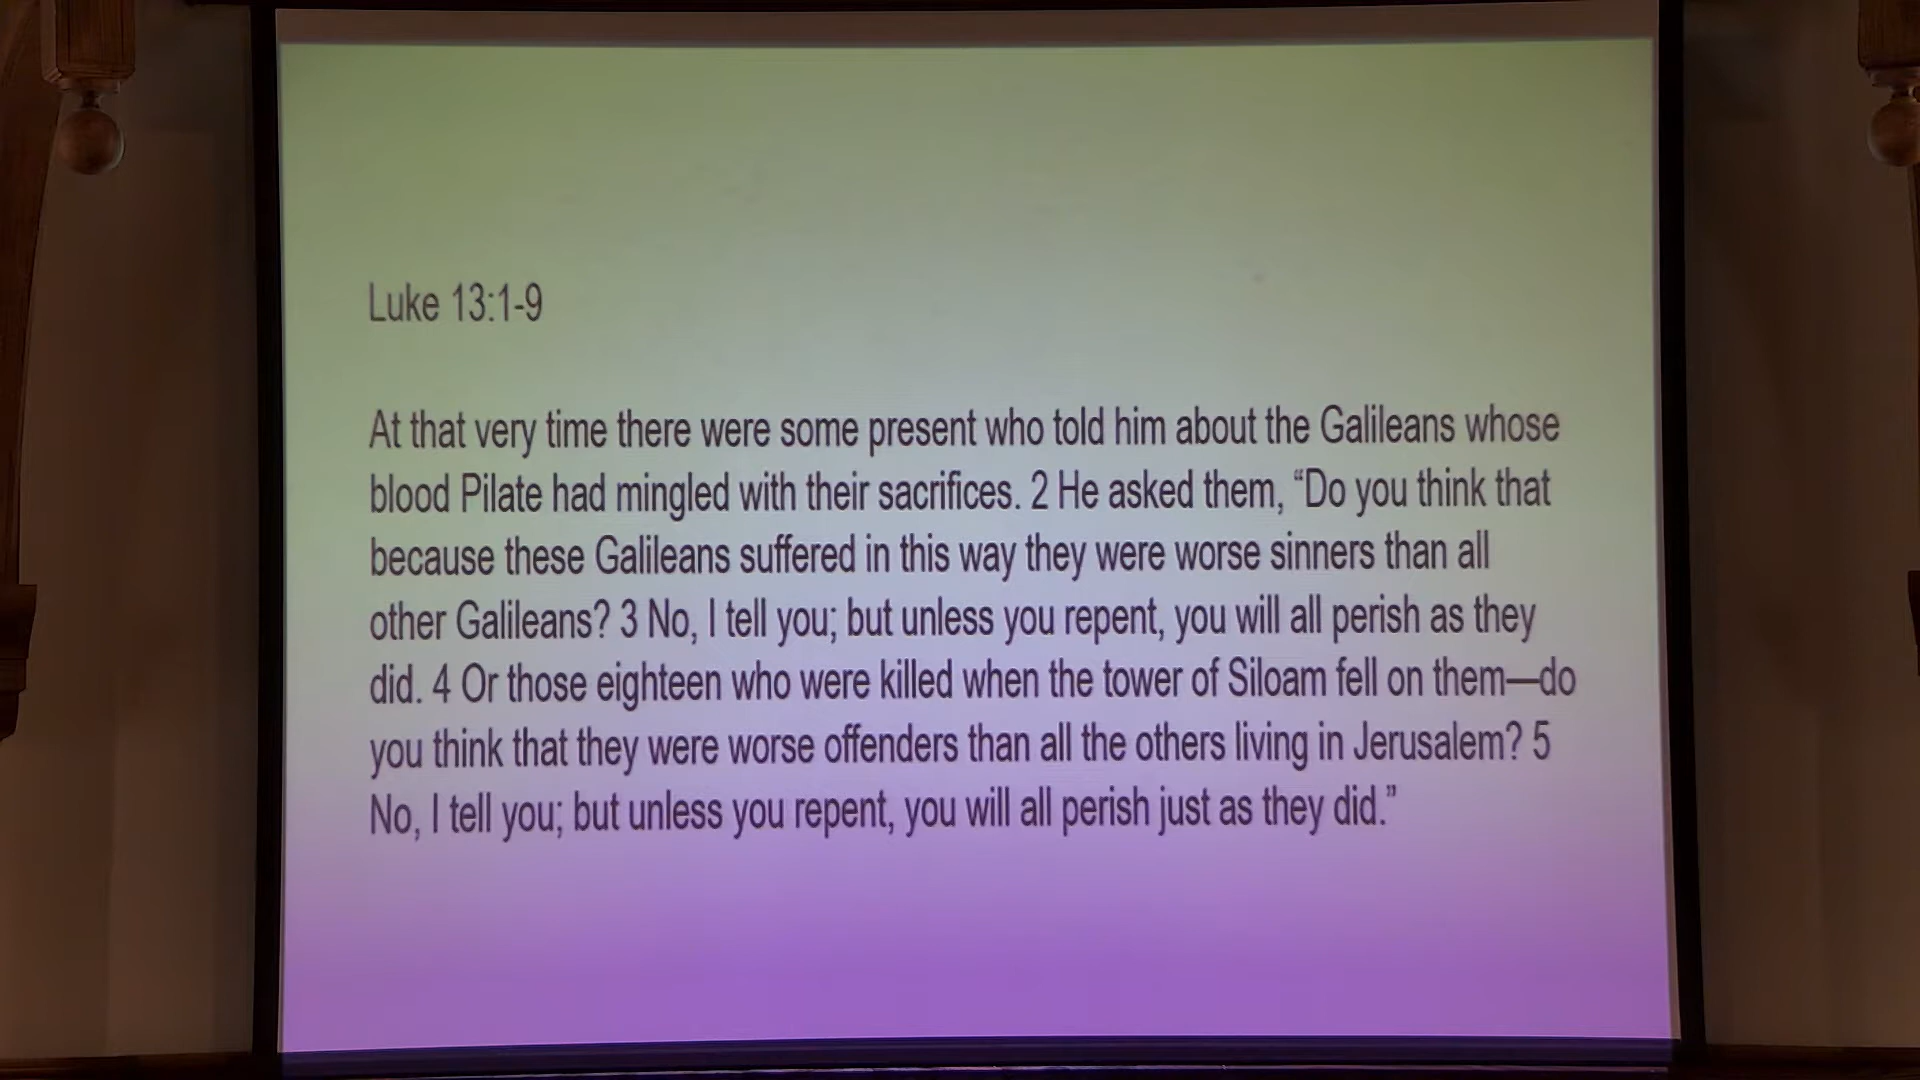 Luke 13:1-9
At that very time there were some present who told him about the Galileans whose
blood Pilate had mingled with their sacrifices. 2 He asked them, “Do you think that
because these Galileans suffered in this way they were worse sinners than all
other Galileans? 3 No, I tell you; but unless you repent, you will all perish as they
did. 4 Or those eighteen who were killed when the tower of Siloam fell on them—do
you think that they were worse offenders than all the others living in Jerusalem? 5
No, I tell you; but unless you repent, you will all perish just as they did.”